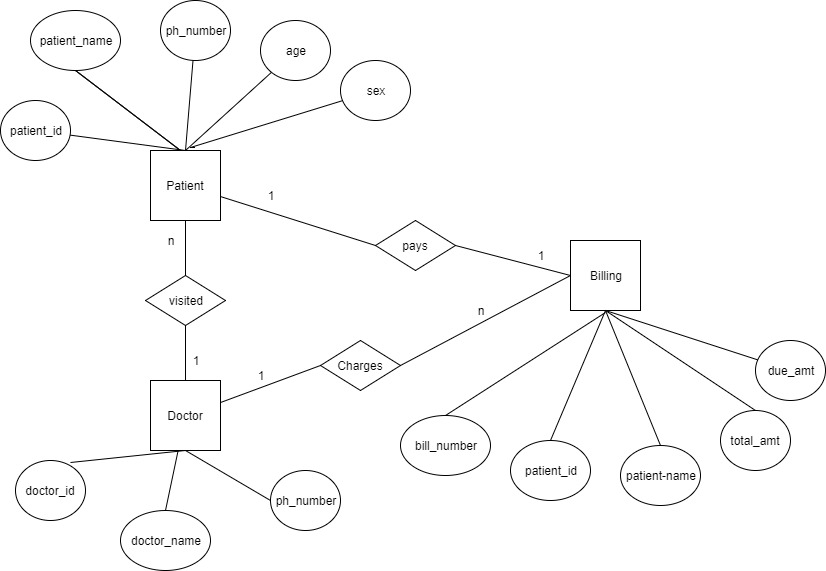 ph_number
patient_name
age
sex
patient_id
Patient
1
n
pays
1
Billing
visited
n
1
1
Charges
due_amt
Doctor
bill_number
total_amt
patient_id
patient-name
doctor_id
ph_number
doctor_name